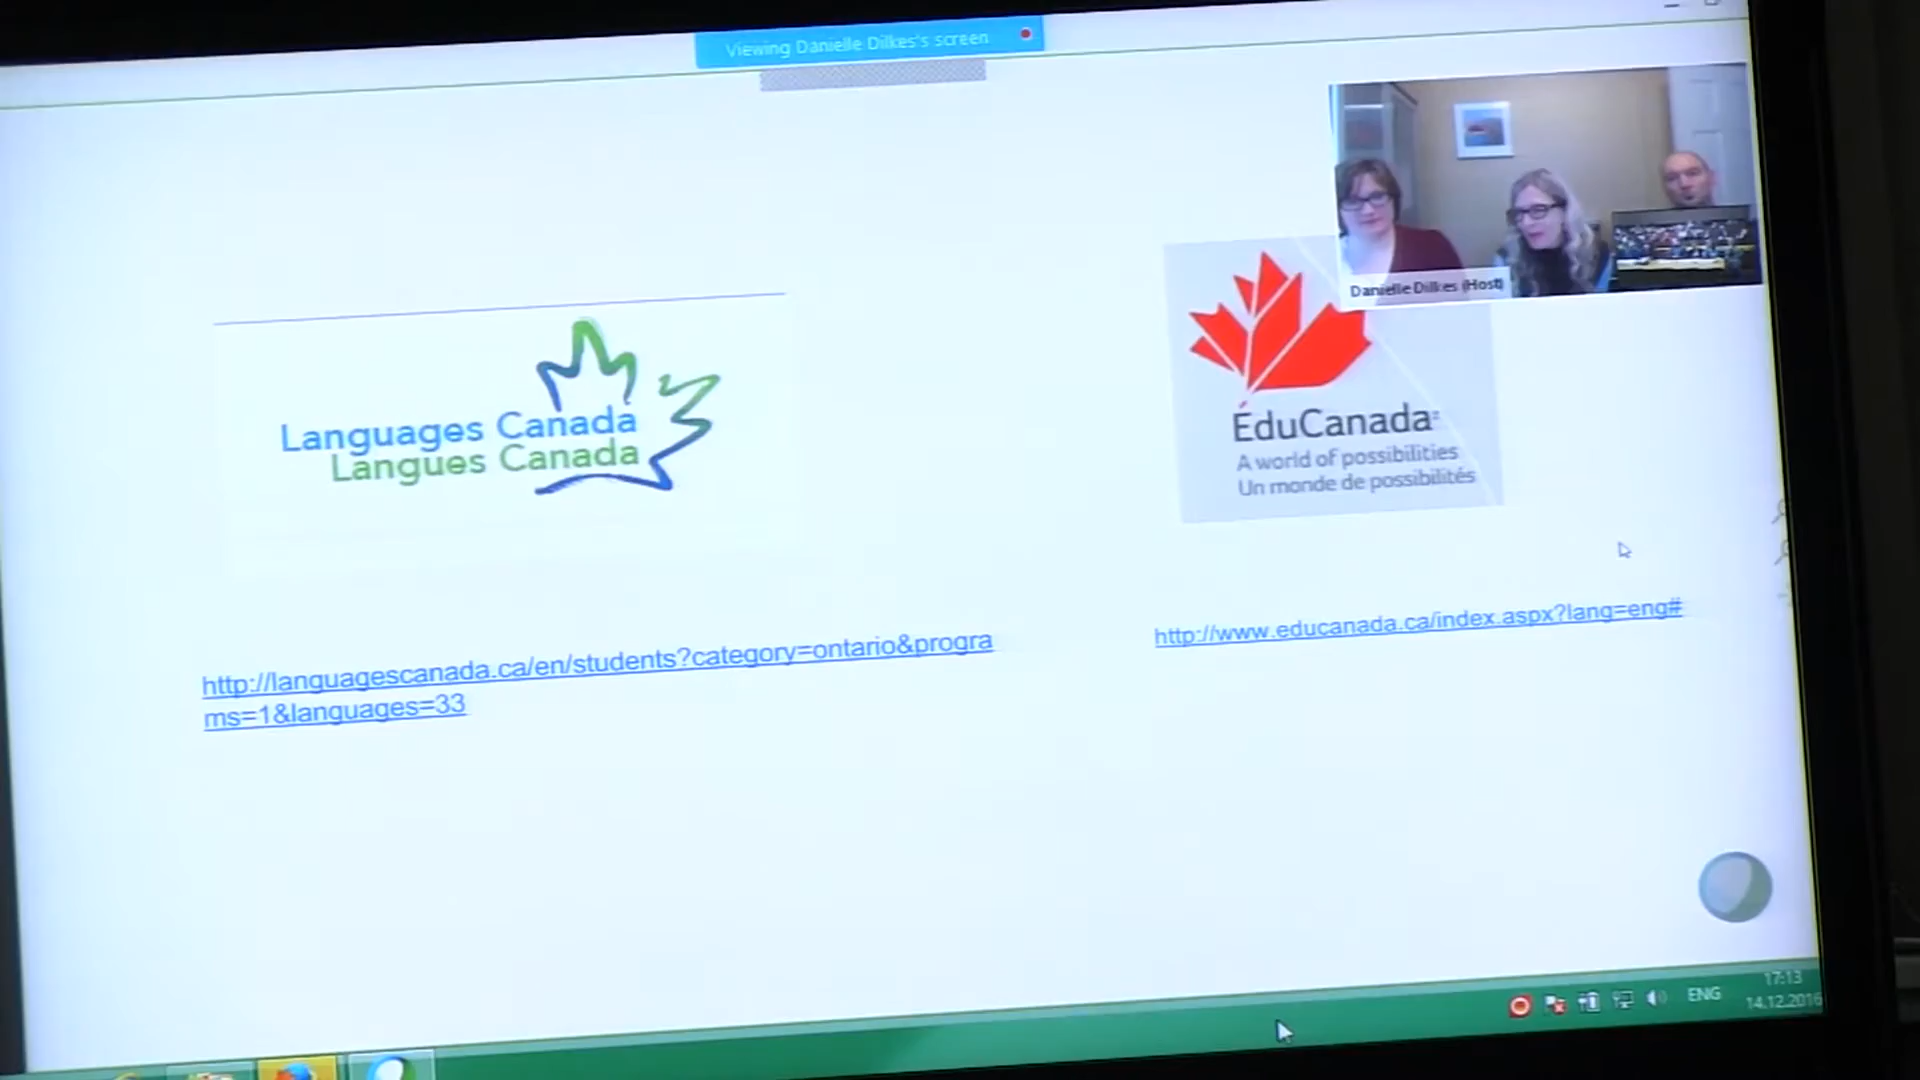 Viewing Danielle Dilkes's screen
Danielle Dilkes (Host)
Languages Canada
Langues Canada
ÉduCanada
A world of possibilities
Un monde de possibilités
http://languagescanada.ca/en/students?category=ontario&progra
ms=1&languages=33
http://www.educanada.ca/index.aspx?lang=eng#
ENG
17:13
14.12.2016